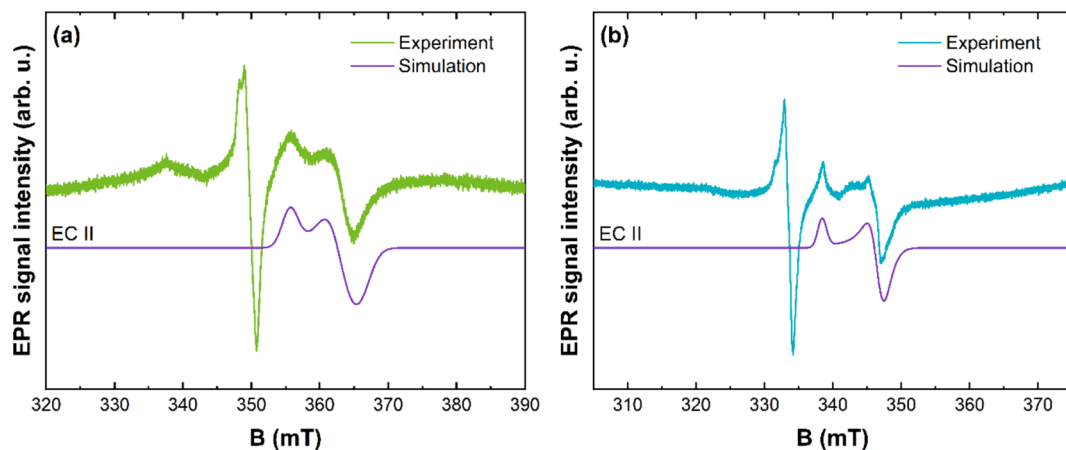 (a)
Experiment
Simulation
EPR signal intensity (arb. u.)
EC II
320 330 340 350 360 370 380 390
B (mT)
(b)
Experiment
Simulation
EPR signal intensity (arb. u.)
EC II
310 320 330 340 350 360 370
B (mT)